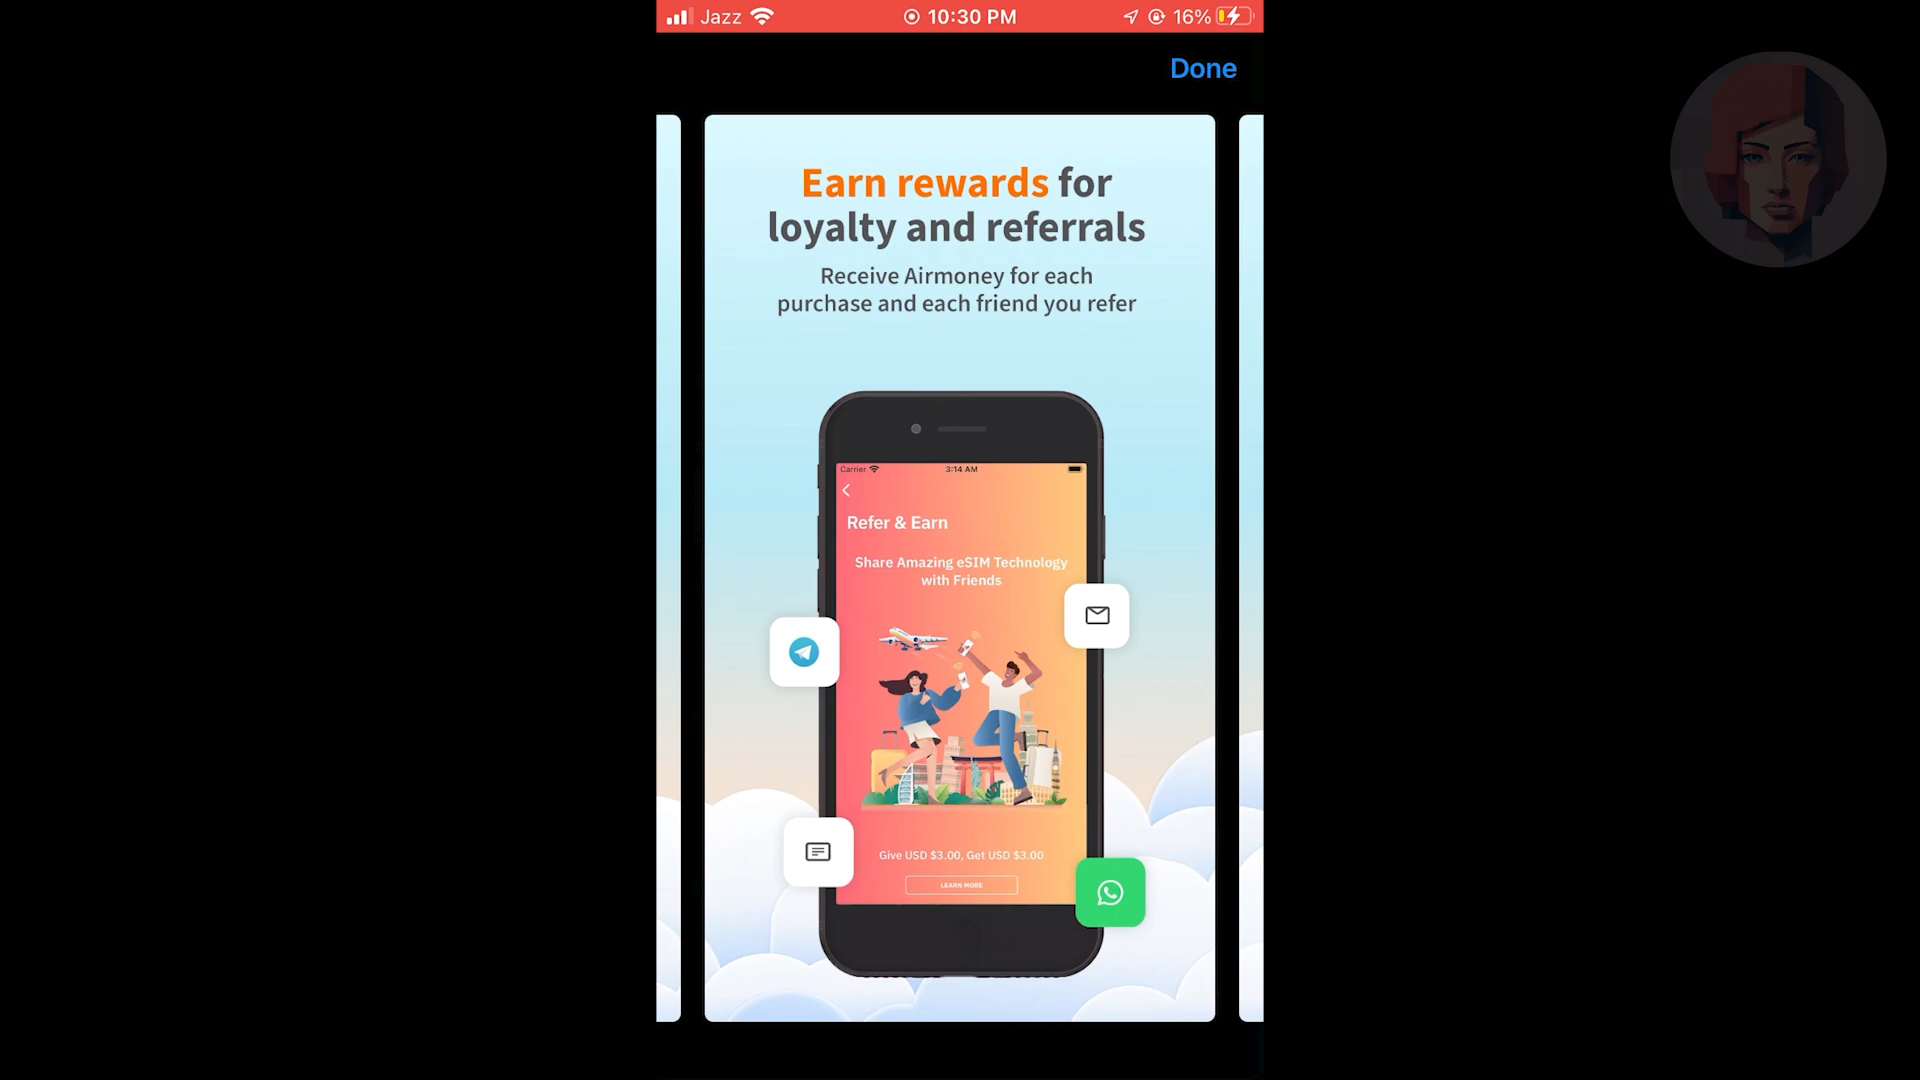 Jazz 10:30 PM 16%
Done
Earn rewards for
loyalty and referrals
Receive Airmoney for each
purchase and each friend you refer
Carrier 3:14 AM
Refer & Earn
Share Amazing eSIM Technology
with Friends
Give USD $3.00, Get USD $3.00
LEARN MORE